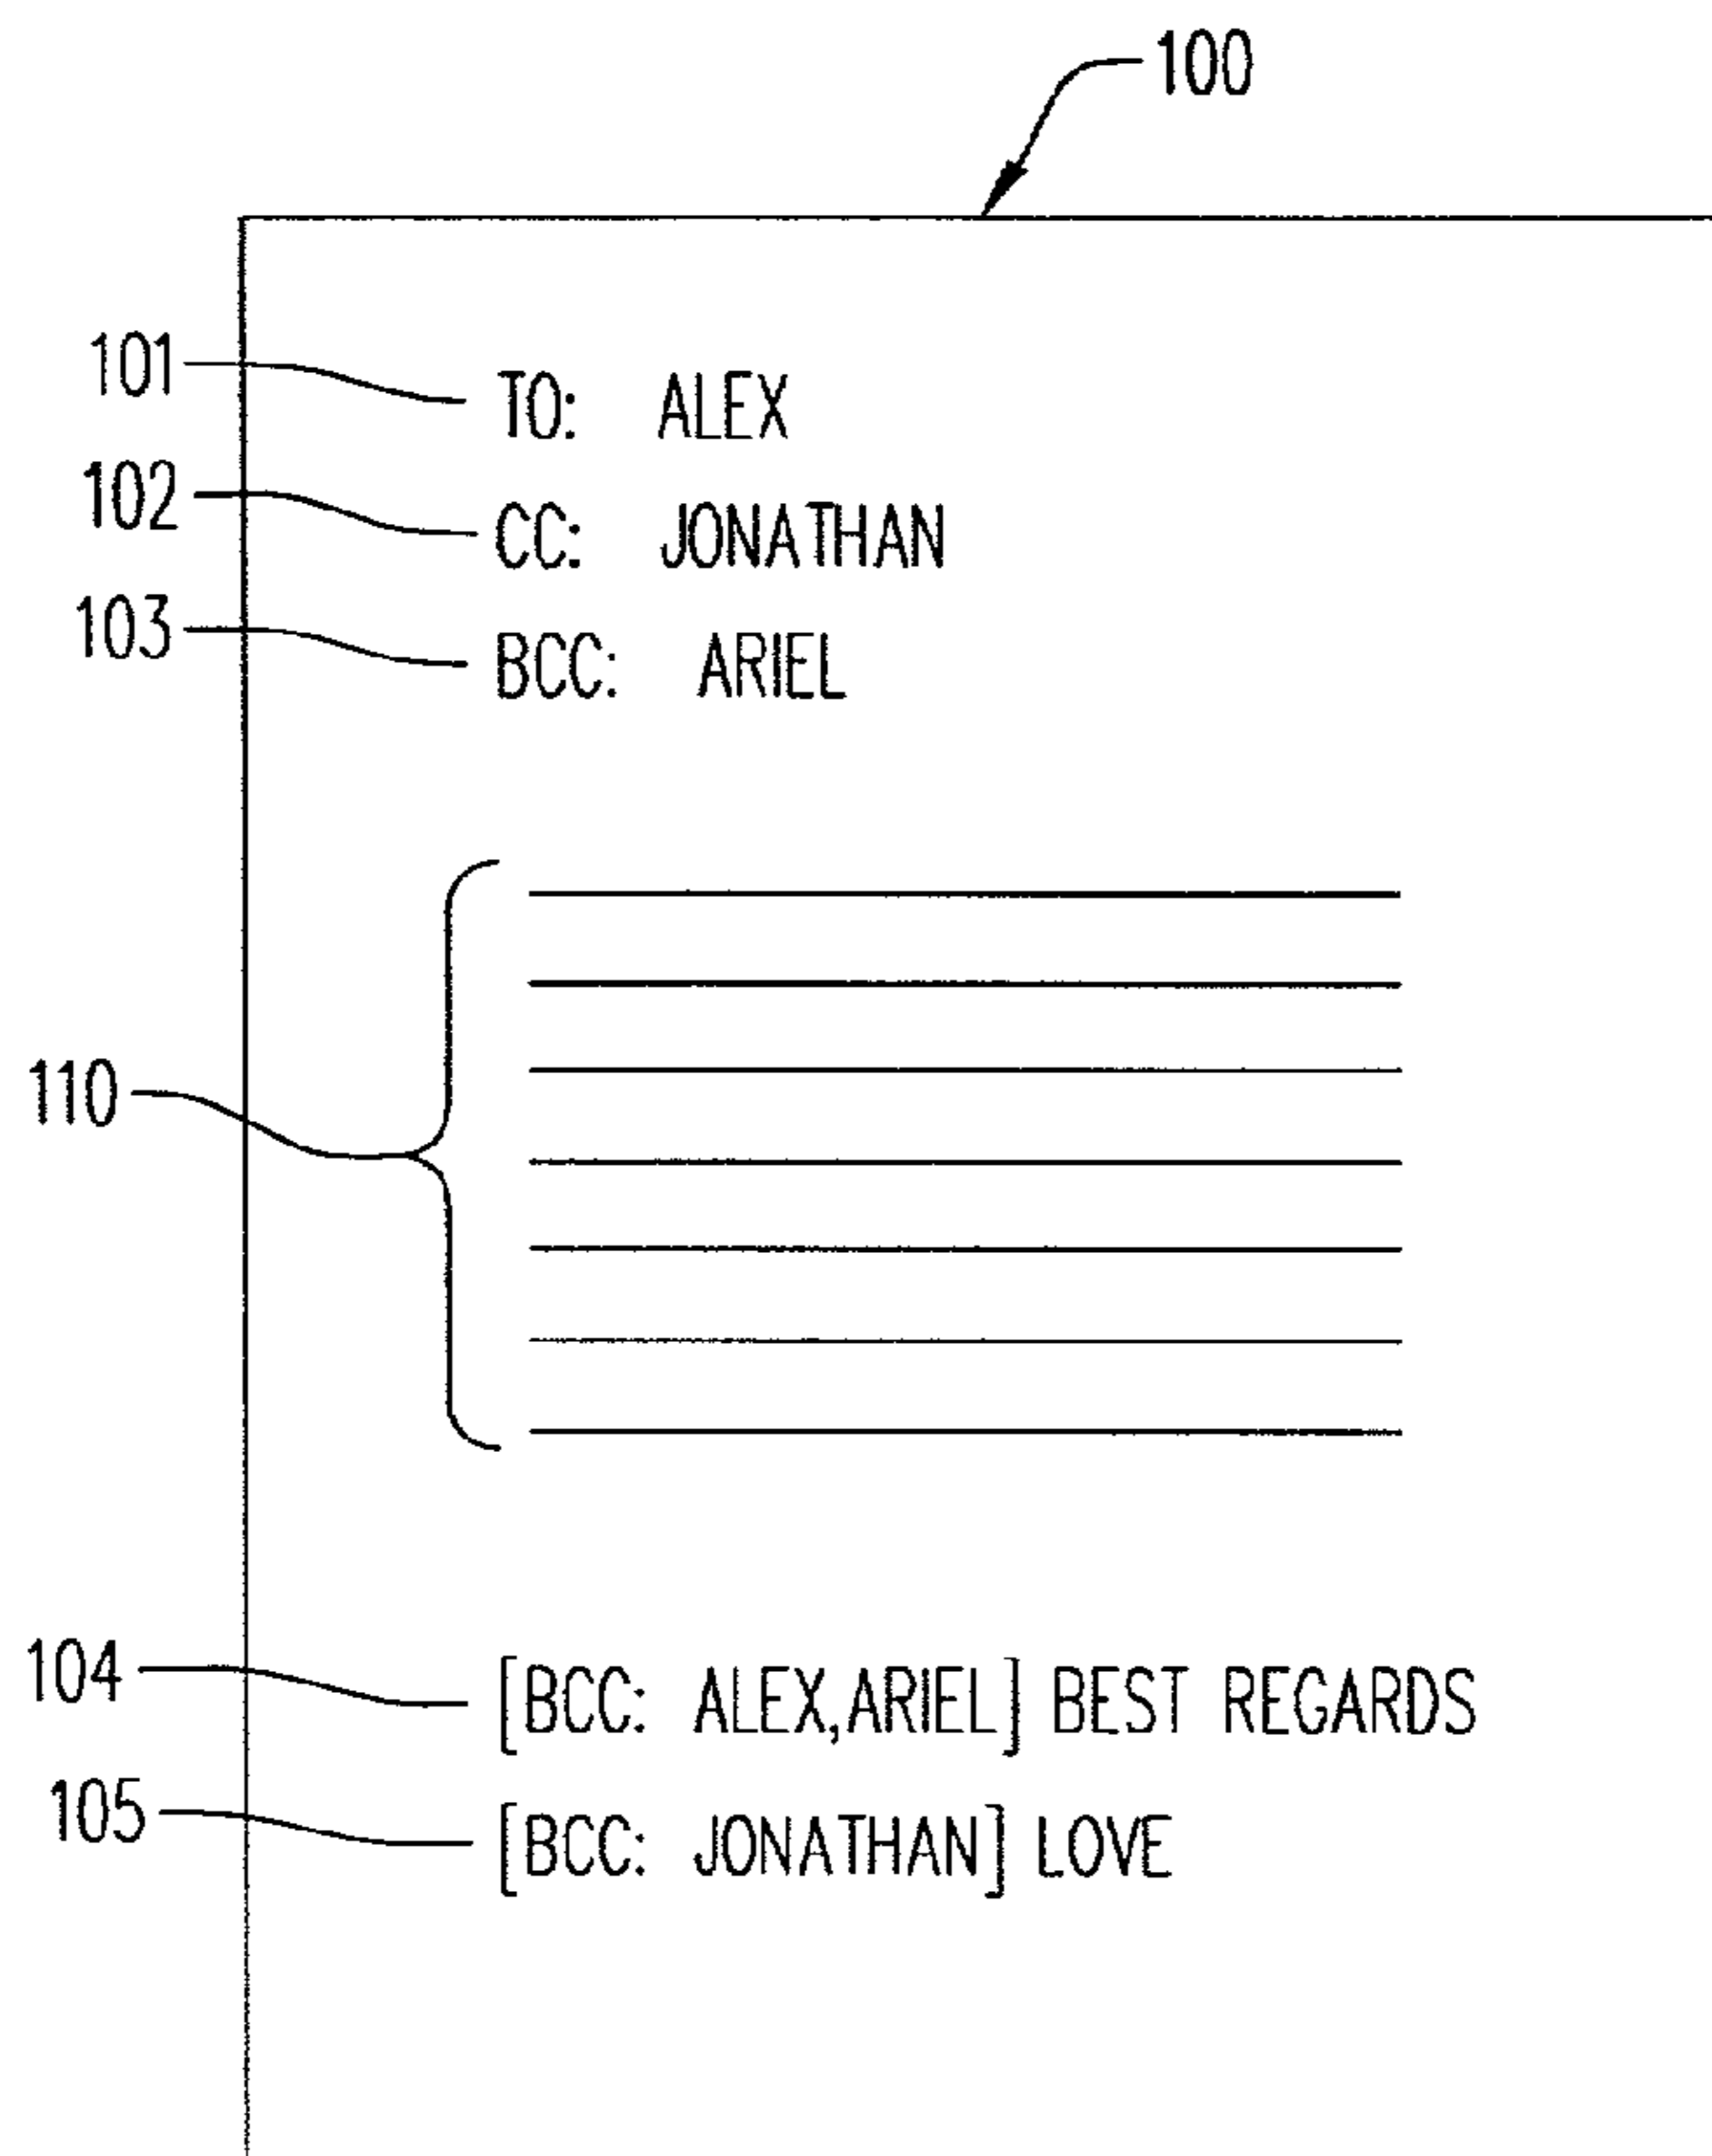 100
101 TO: ALEX
102 CC: JONATHAN
103 BCC: ARIEL
110
104 [BCC: ALEX,ARIEL] BEST REGARDS
105 [BCC: JONATHAN] LOVE